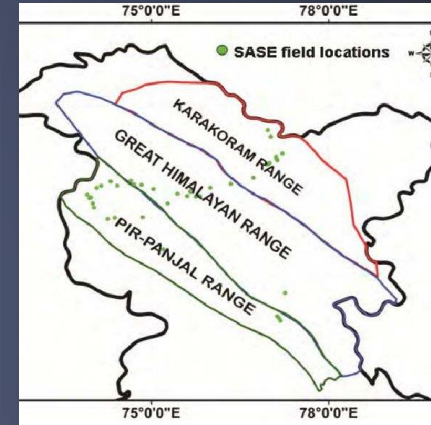 75°0'0"E 78°0'0"E
SASE field locations
W
KARAKORAM RANGE
GREAT HIMALAYAN RANGE
PIR-PANJAL RANGE
75°0'0"E 78°0'0"E